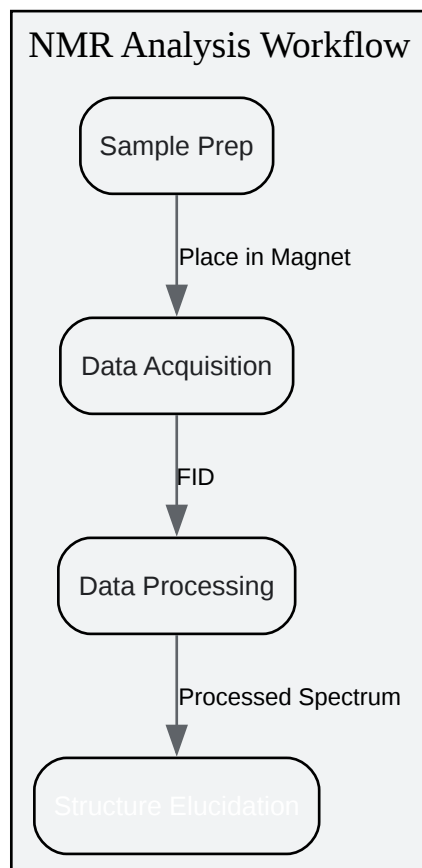 NMR Analysis Workflow
Sample Prep
Place in Magnet
Data Acquisition
FID
Data Processing
Processed Spectrum
Structure Elucidation